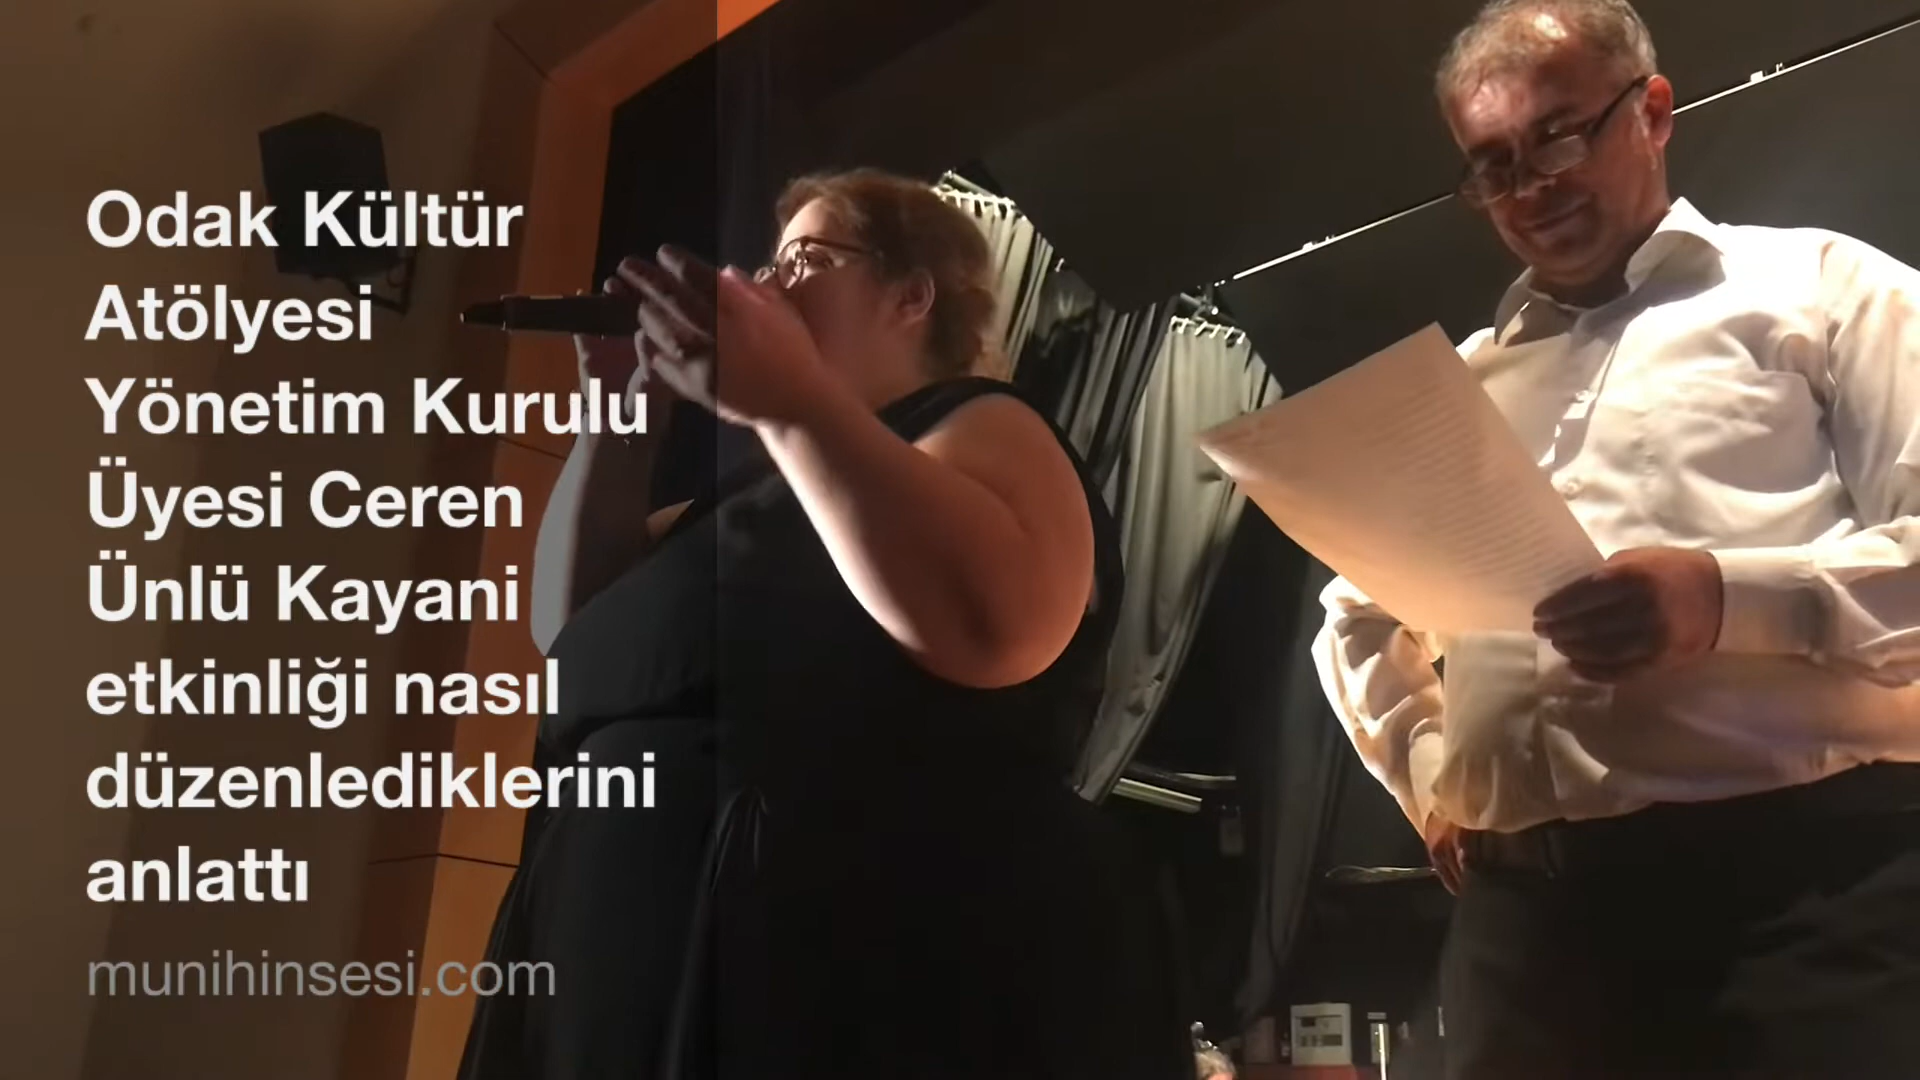 Odak Kültür
Atölyesi
Yönetim Kurulu
Üyesi Ceren
Ünlü Kayani
etkinliği nasıl
düzenlediklerini
anlattı
munihinsesi.com